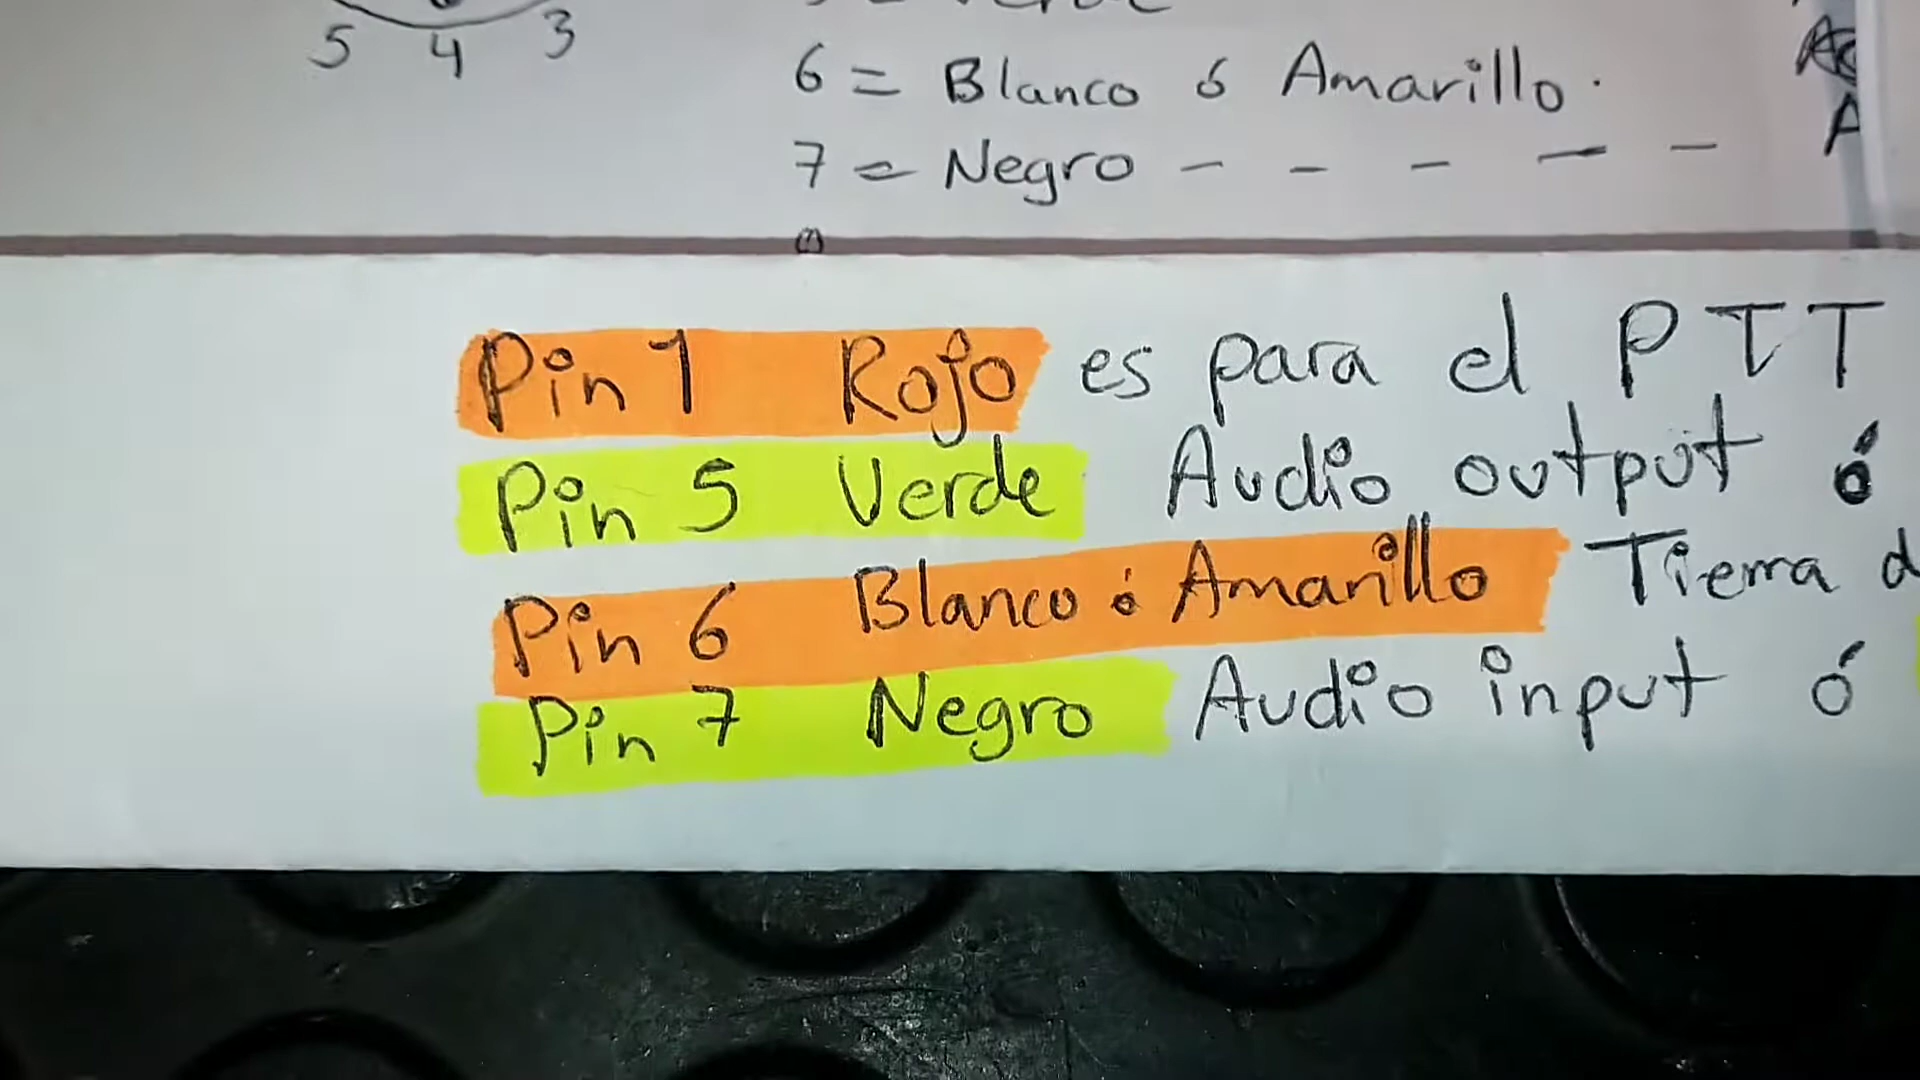 5 4 3
6 = Blanco ó Amarillo.
7 = Negro - - - - - A
Pin 1 Rojo es para el PTT
Pin 5 Verde Audio output ó
Pin 6 Blanco ó Amarillo Tierra d
Pin 7 Negro Audio input ó